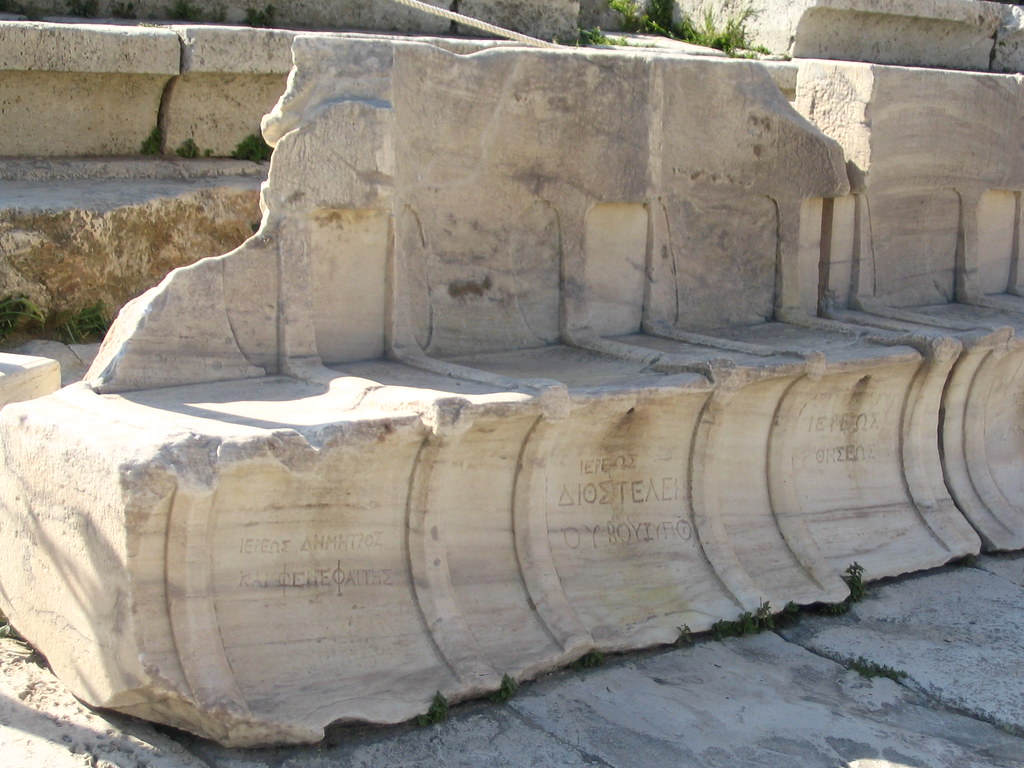 ΙΕΡΕΩΣ ΔΗΜΗΤΡΟΣ
ΚΑΙ ΦΕΡΕΦΑΤΤΗΣ
ΙΕΡΕΩΣ
ΔΙΟΣ ΤΕΛΕΙ
ΟΥ ΒΟΥΖΥΓΟΥ
ΙΕΡΕΩΣ
ΘΗΣΕΩΣ